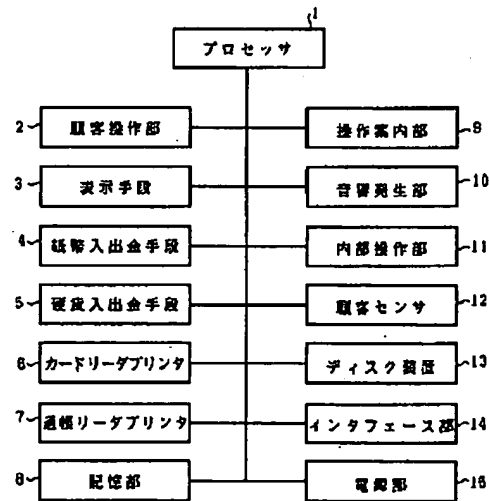 1
プロセッサ
2 顧客操作部
操作案内部 9
3 表示手段
音響発生部 10
4 紙幣入出金手段
内部操作部 11
5 硬貨入出金手段
顧客センサ 12
6 カードリーダプリンタ
ディスク装置 13
7 通帳リーダプリンタ
インタフェース部 14
8 記憶部
電源部 15